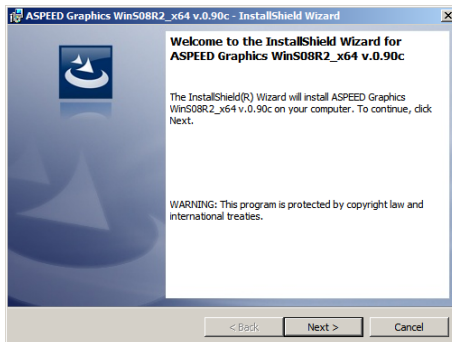 ASPEED Graphics WinS08R2_x64 v.0.90c - InstallShield Wizard
Welcome to the InstallShield Wizard for
ASPEED Graphics WinS08R2_x64 v.0.90c
The InstallShield(R) Wizard will install ASPEED Graphics
WinS08R2_x64 v.0.90c on your computer. To continue, click
Next.
WARNING: This program is protected by copyright law and
international treaties.
< Back Next > Cancel